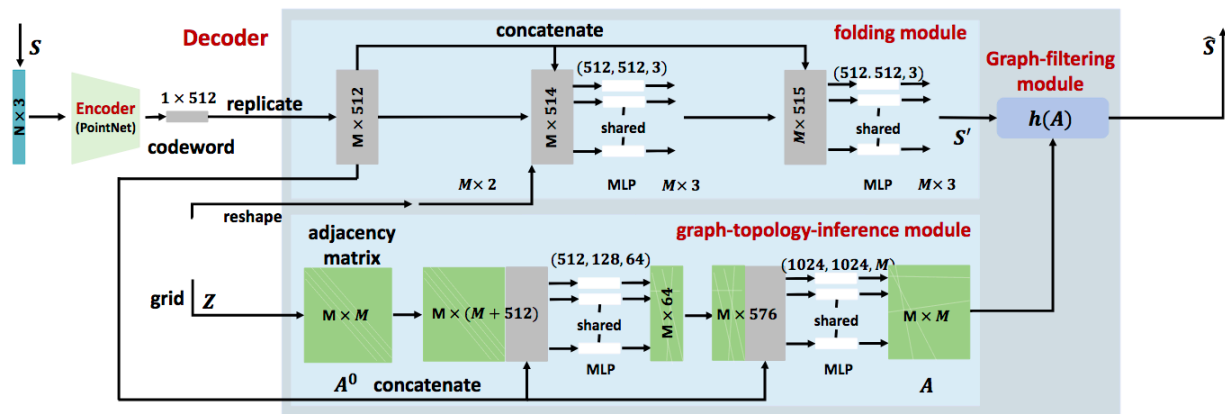 S
N × 3
Encoder
(PointNet)
1 × 512
codeword
replicate
Decoder
concatenate
folding module
M × 512
M × 514
(512, 512, 3)
shared
MLP
M × 3
M × 515
(512. 512, 3)
shared
MLP
M × 3
S′
Graph-filtering
module
h(A)
Ŝ
M × 2
reshape
grid
Z
graph-topology-inference module
adjacency
matrix
M × M
A⁰
concatenate
M × (M + 512)
(512, 128, 64)
shared
MLP
M × 64
M × 576
(1024, 1024, M)
shared
MLP
M × M
A